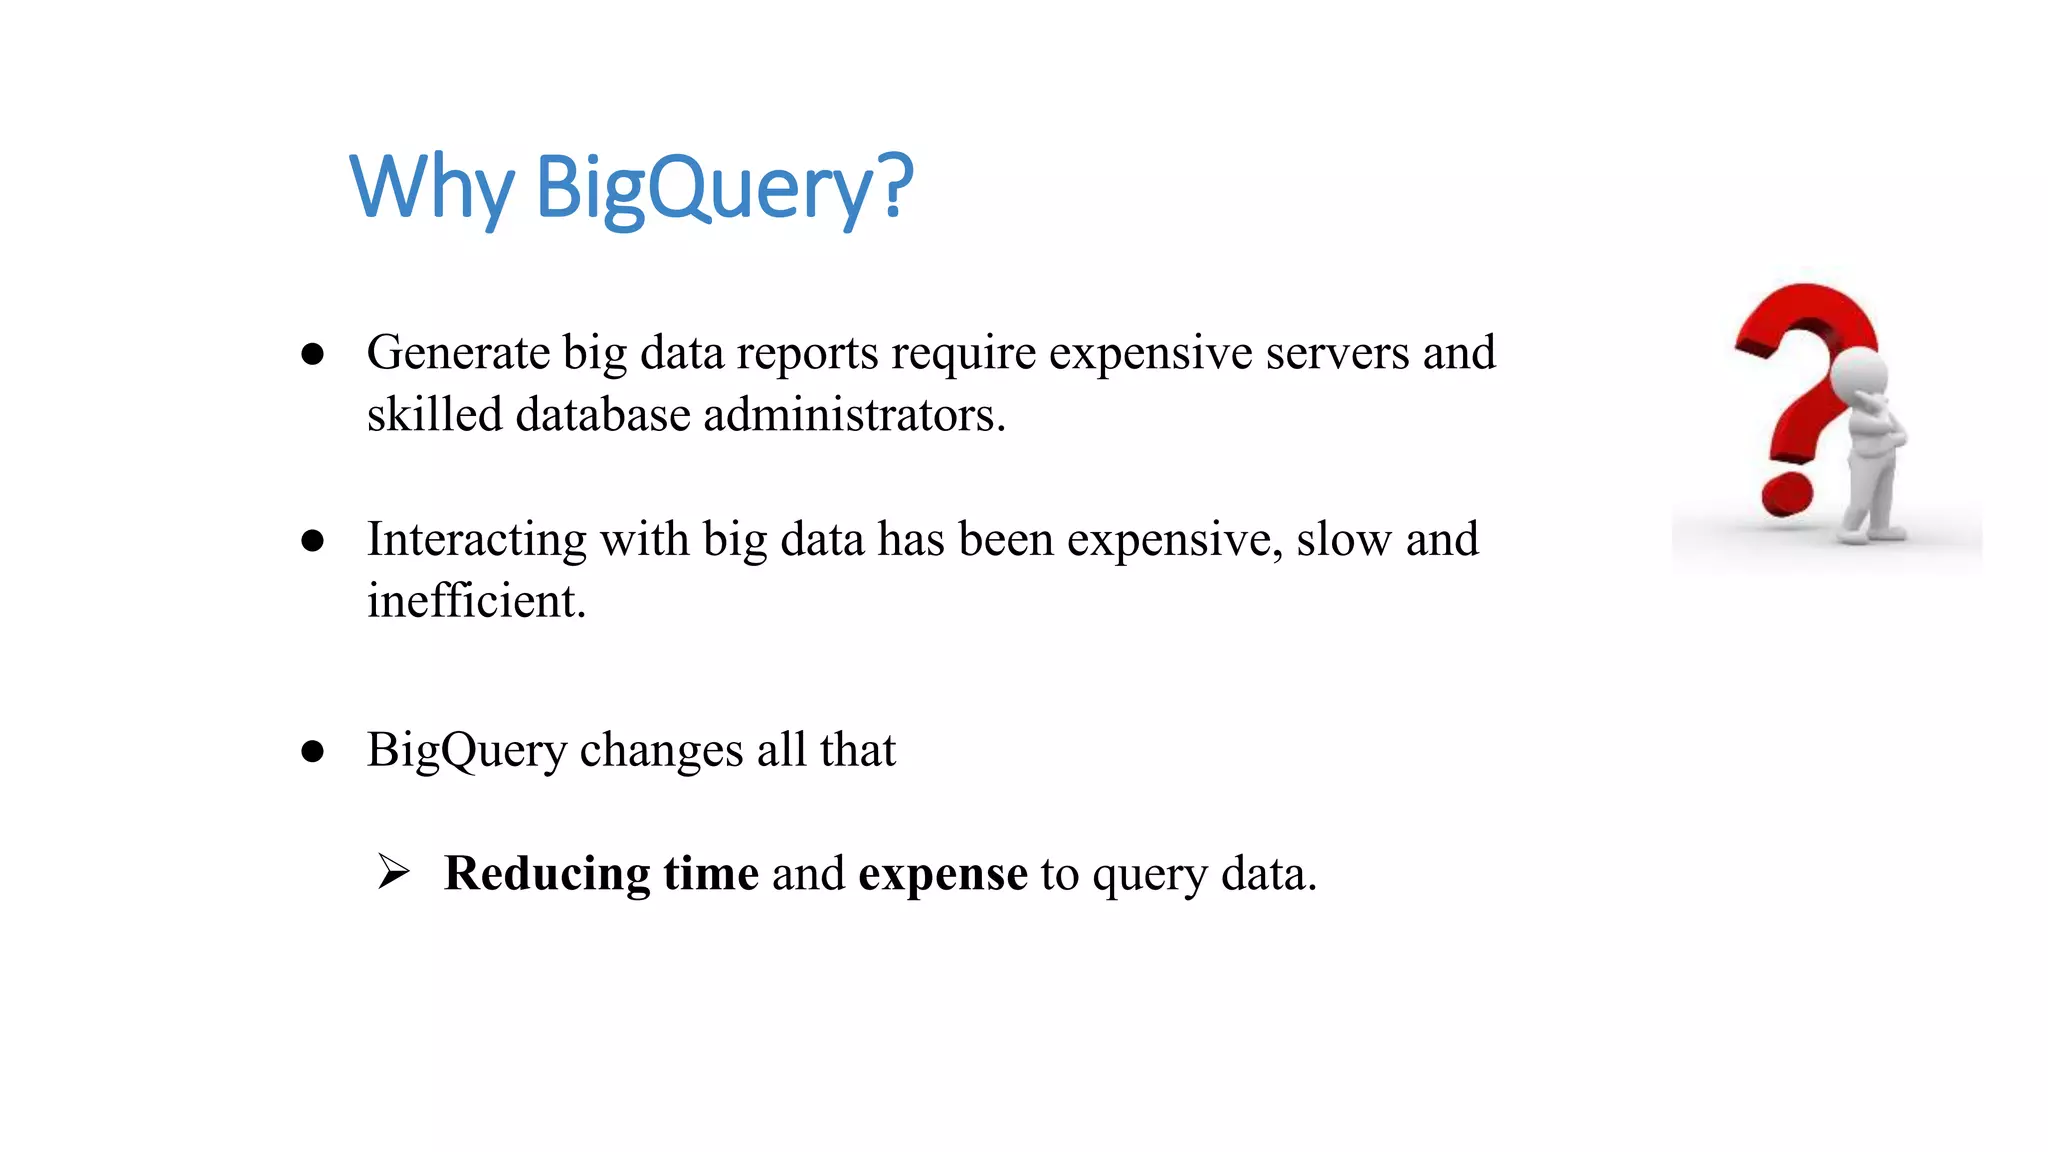 Why BigQuery?
● Generate big data reports require expensive servers and
skilled database administrators.
● Interacting with big data has been expensive, slow and
inefficient.
● BigQuery changes all that
➢ Reducing time and expense to query data.